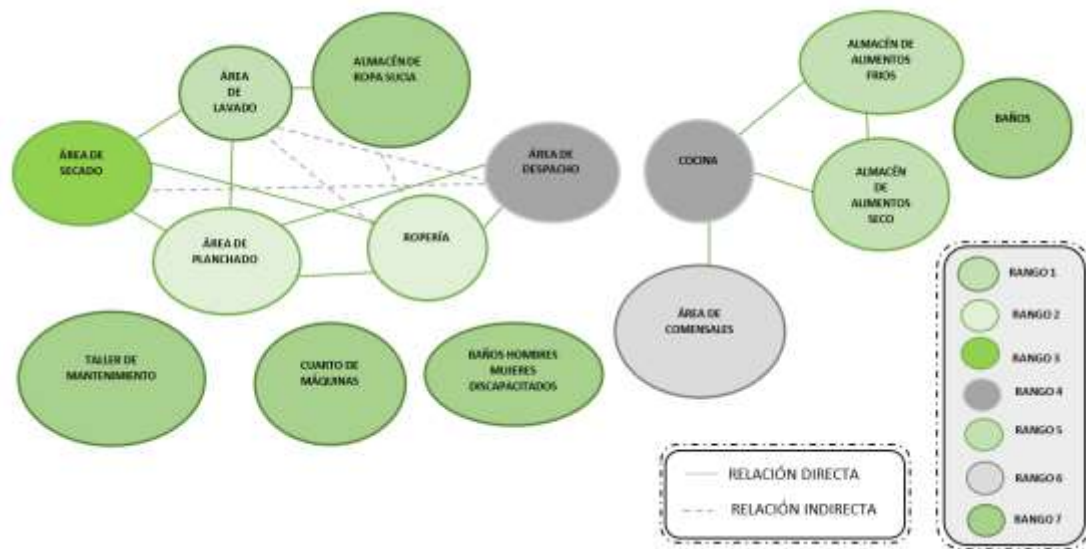 ÁREA
DE
LAVADO
ALMACÉN DE
ROPA SUCIA
ÁREA DE
SECADO
ÁREA DE
DESPACHO
ÁREA DE
PLANCHADO
ROPERÍA
TALLER DE
MANTENIMIENTO
CUARTO DE
MÁQUINAS
BAÑOS HOMBRES
MUJERES
DISCAPACITADOS
ALMACÉN DE
ALIMENTOS
FRIOS
BAÑOS
COCINA
ALMACÉN
DE
ALIMENTOS
SECO
ÁREA DE
COMENSALES
RELACIÓN DIRECTA
RELACIÓN INDIRECTA
RANGO 1
RANGO 2
RANGO 3
RANGO 4
RANGO 5
RANGO 6
RANGO 7